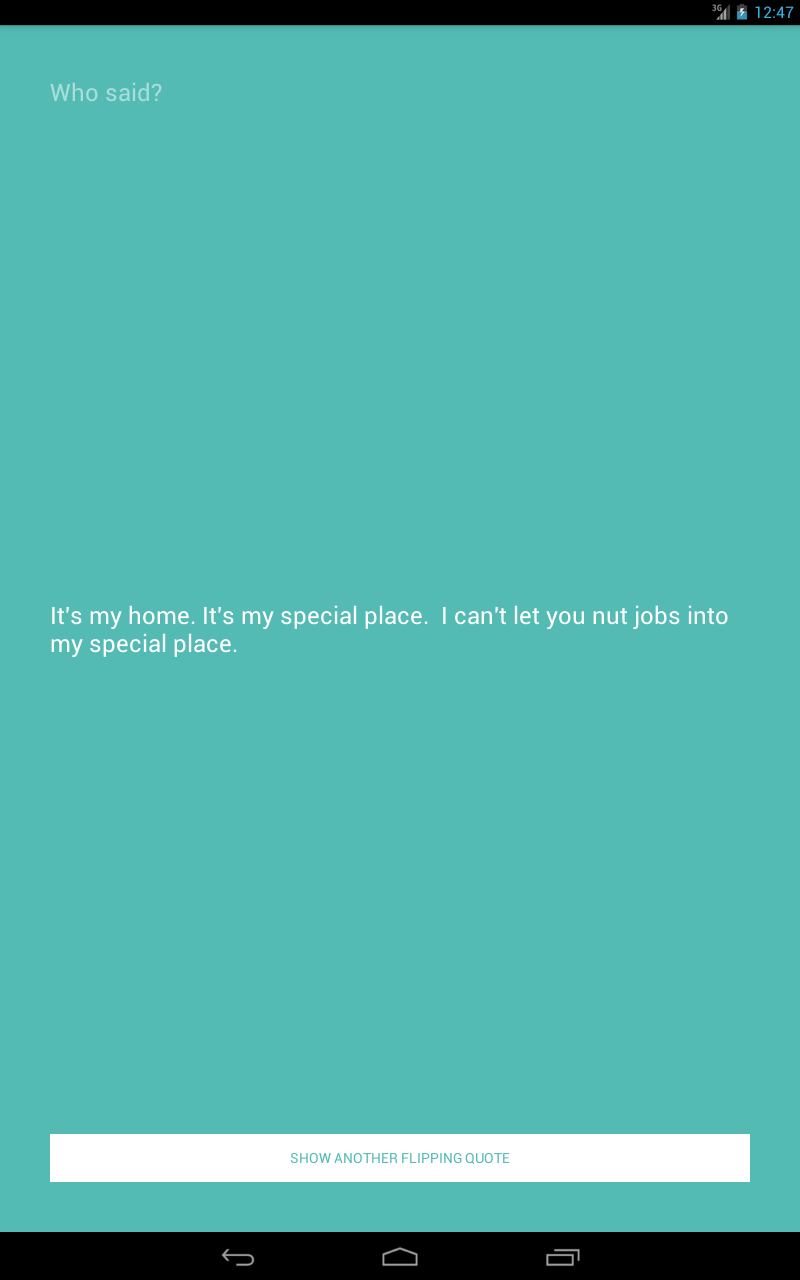 3G
12:47
Who said?
It's my home. It's my special place.  I can't let you nut jobs into
my special place.
SHOW ANOTHER FLIPPING QUOTE